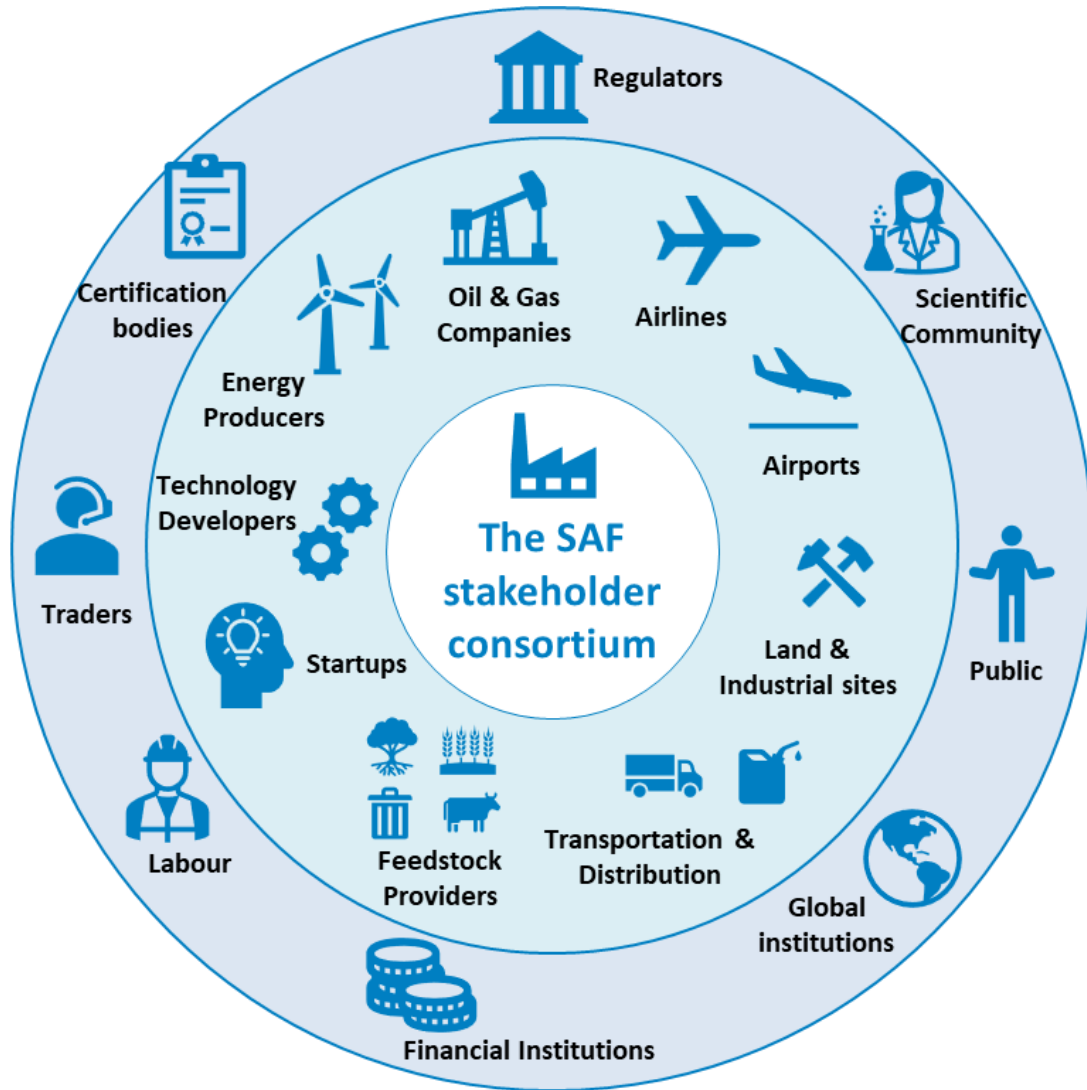 Regulators
Scientific
Community
Public
Global
institutions
Financial Institutions
Labour
Traders
Certification
bodies
Oil & Gas
Companies
Airlines
Airports
Land &
Industrial sites
Transportation &
Distribution
Feedstock
Providers
Startups
Technology
Developers
Energy
Producers
The SAF
stakeholder
consortium